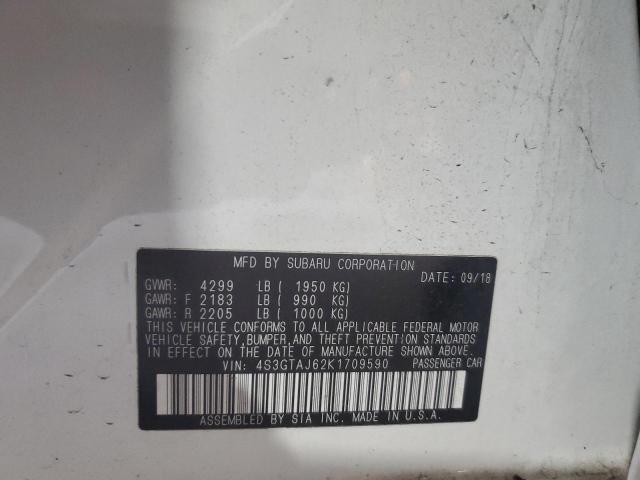 MFD BY SUBARU CORPORATION
DATE: 09/18
GVWR: 4299 LB ( 1950 KG)
GAWR: F 2183 LB ( 990 KG)
GAWR: R 2205 LB ( 1000 KG)
THIS VEHICLE CONFORMS TO ALL APPLICABLE FEDERAL MOTOR
VEHICLE SAFETY, BUMPER, AND THEFT PREVENTION STANDARDS
IN EFFECT ON THE DATE OF MANUFACTURE SHOWN ABOVE.
VIN: 4S3GTAJ62K1709590 PASSENGER CAR
ASSEMBLED BY SIA INC. MADE IN U.S.A.